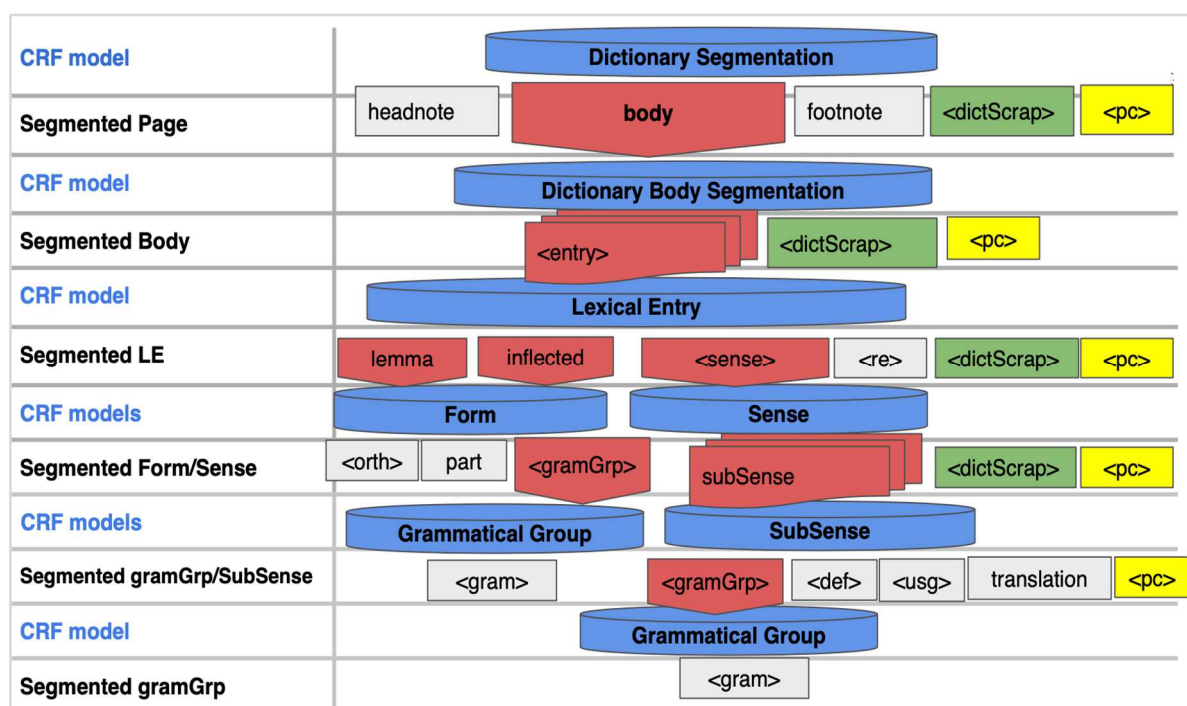 CRF model
Dictionary Segmentation
Segmented Page
headnote
body
footnote
<dictScrap>
<pc>
CRF model
Dictionary Body Segmentation
Segmented Body
<entry>
<dictScrap>
<pc>
CRF model
Lexical Entry
Segmented LE
lemma
inflected
<sense>
<re>
<dictScrap>
<pc>
CRF models
Form
Sense
Segmented Form/Sense
<orth>
part
<gramGrp>
subSense
<dictScrap>
<pc>
CRF models
Grammatical Group
SubSense
Segmented gramGrp/SubSense
<gram>
<gramGrp>
<def>
<usg>
translation
<pc>
CRF model
Grammatical Group
Segmented gramGrp
<gram>